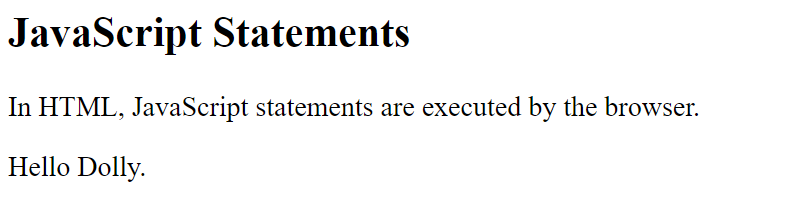 JavaScript Statements
In HTML, JavaScript statements are executed by the browser.
Hello Dolly.